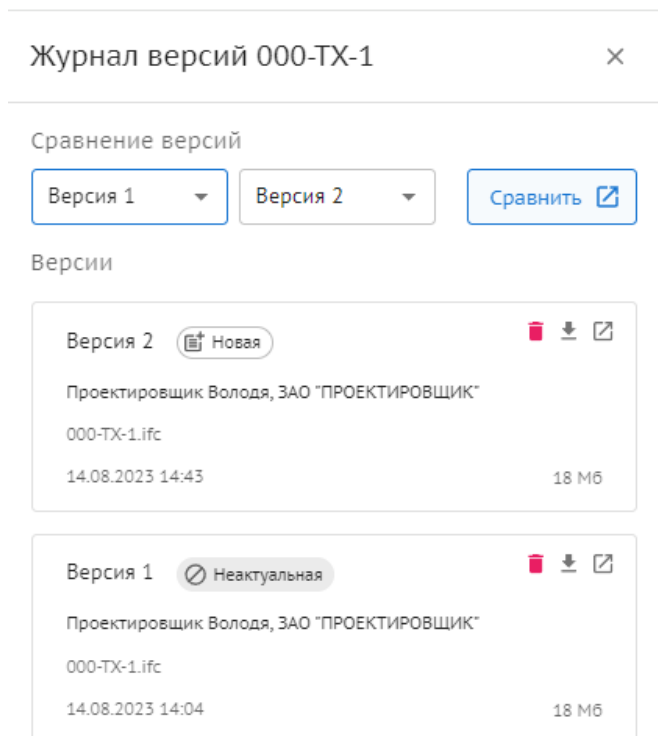 Журнал версий 000-ТХ-1
Сравнение версий
Версия 1 Версия 2 Сравнить
Версии
Версия 2 Новая
Проектировщик Володя, ЗАО "ПРОЕКТИРОВЩИК"
000-ТХ-1.ifc
14.08.2023 14:43 18 Мб
Версия 1 Неактуальная
Проектировщик Володя, ЗАО "ПРОЕКТИРОВЩИК"
000-ТХ-1.ifc
14.08.2023 14:04 18 Мб